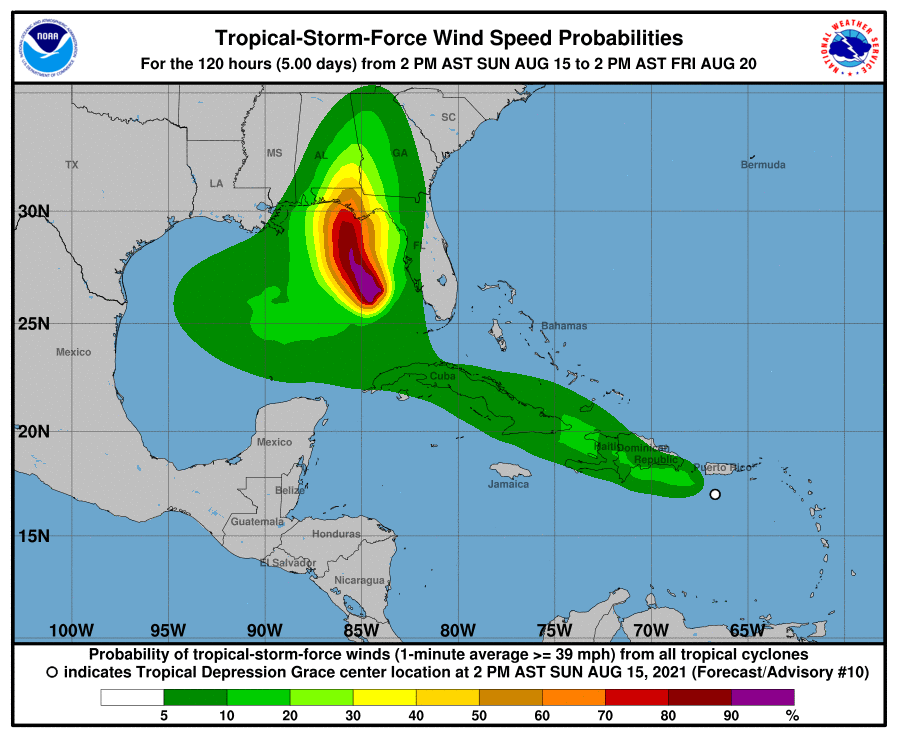 NOAA
Tropical-Storm-Force Wind Speed Probabilities
For the 120 hours (5.00 days) from 2 PM AST SUN AUG 15 to 2 PM AST FRI AUG 20
NATIONAL WEATHER SERVICE
SC
MS
AL
GA
TX
Bermuda
LA
30N
FL
25N
Bahamas
Mexico
Cuba
20N
Mexico
Haiti
Dominican
Republic
Puerto Rico
Jamaica
Belize
Guatemala
15N
Honduras
El Salvador
Nicaragua
100W 95W 90W 85W 80W 75W 70W 65W
Probability of tropical-storm-force winds (1-minute average >= 39 mph) from all tropical cyclones
indicates Tropical Depression Grace center location at 2 PM AST SUN AUG 15, 2021 (Forecast/Advisory #10)
5 10 20 30 40 50 60 70 80 90 %